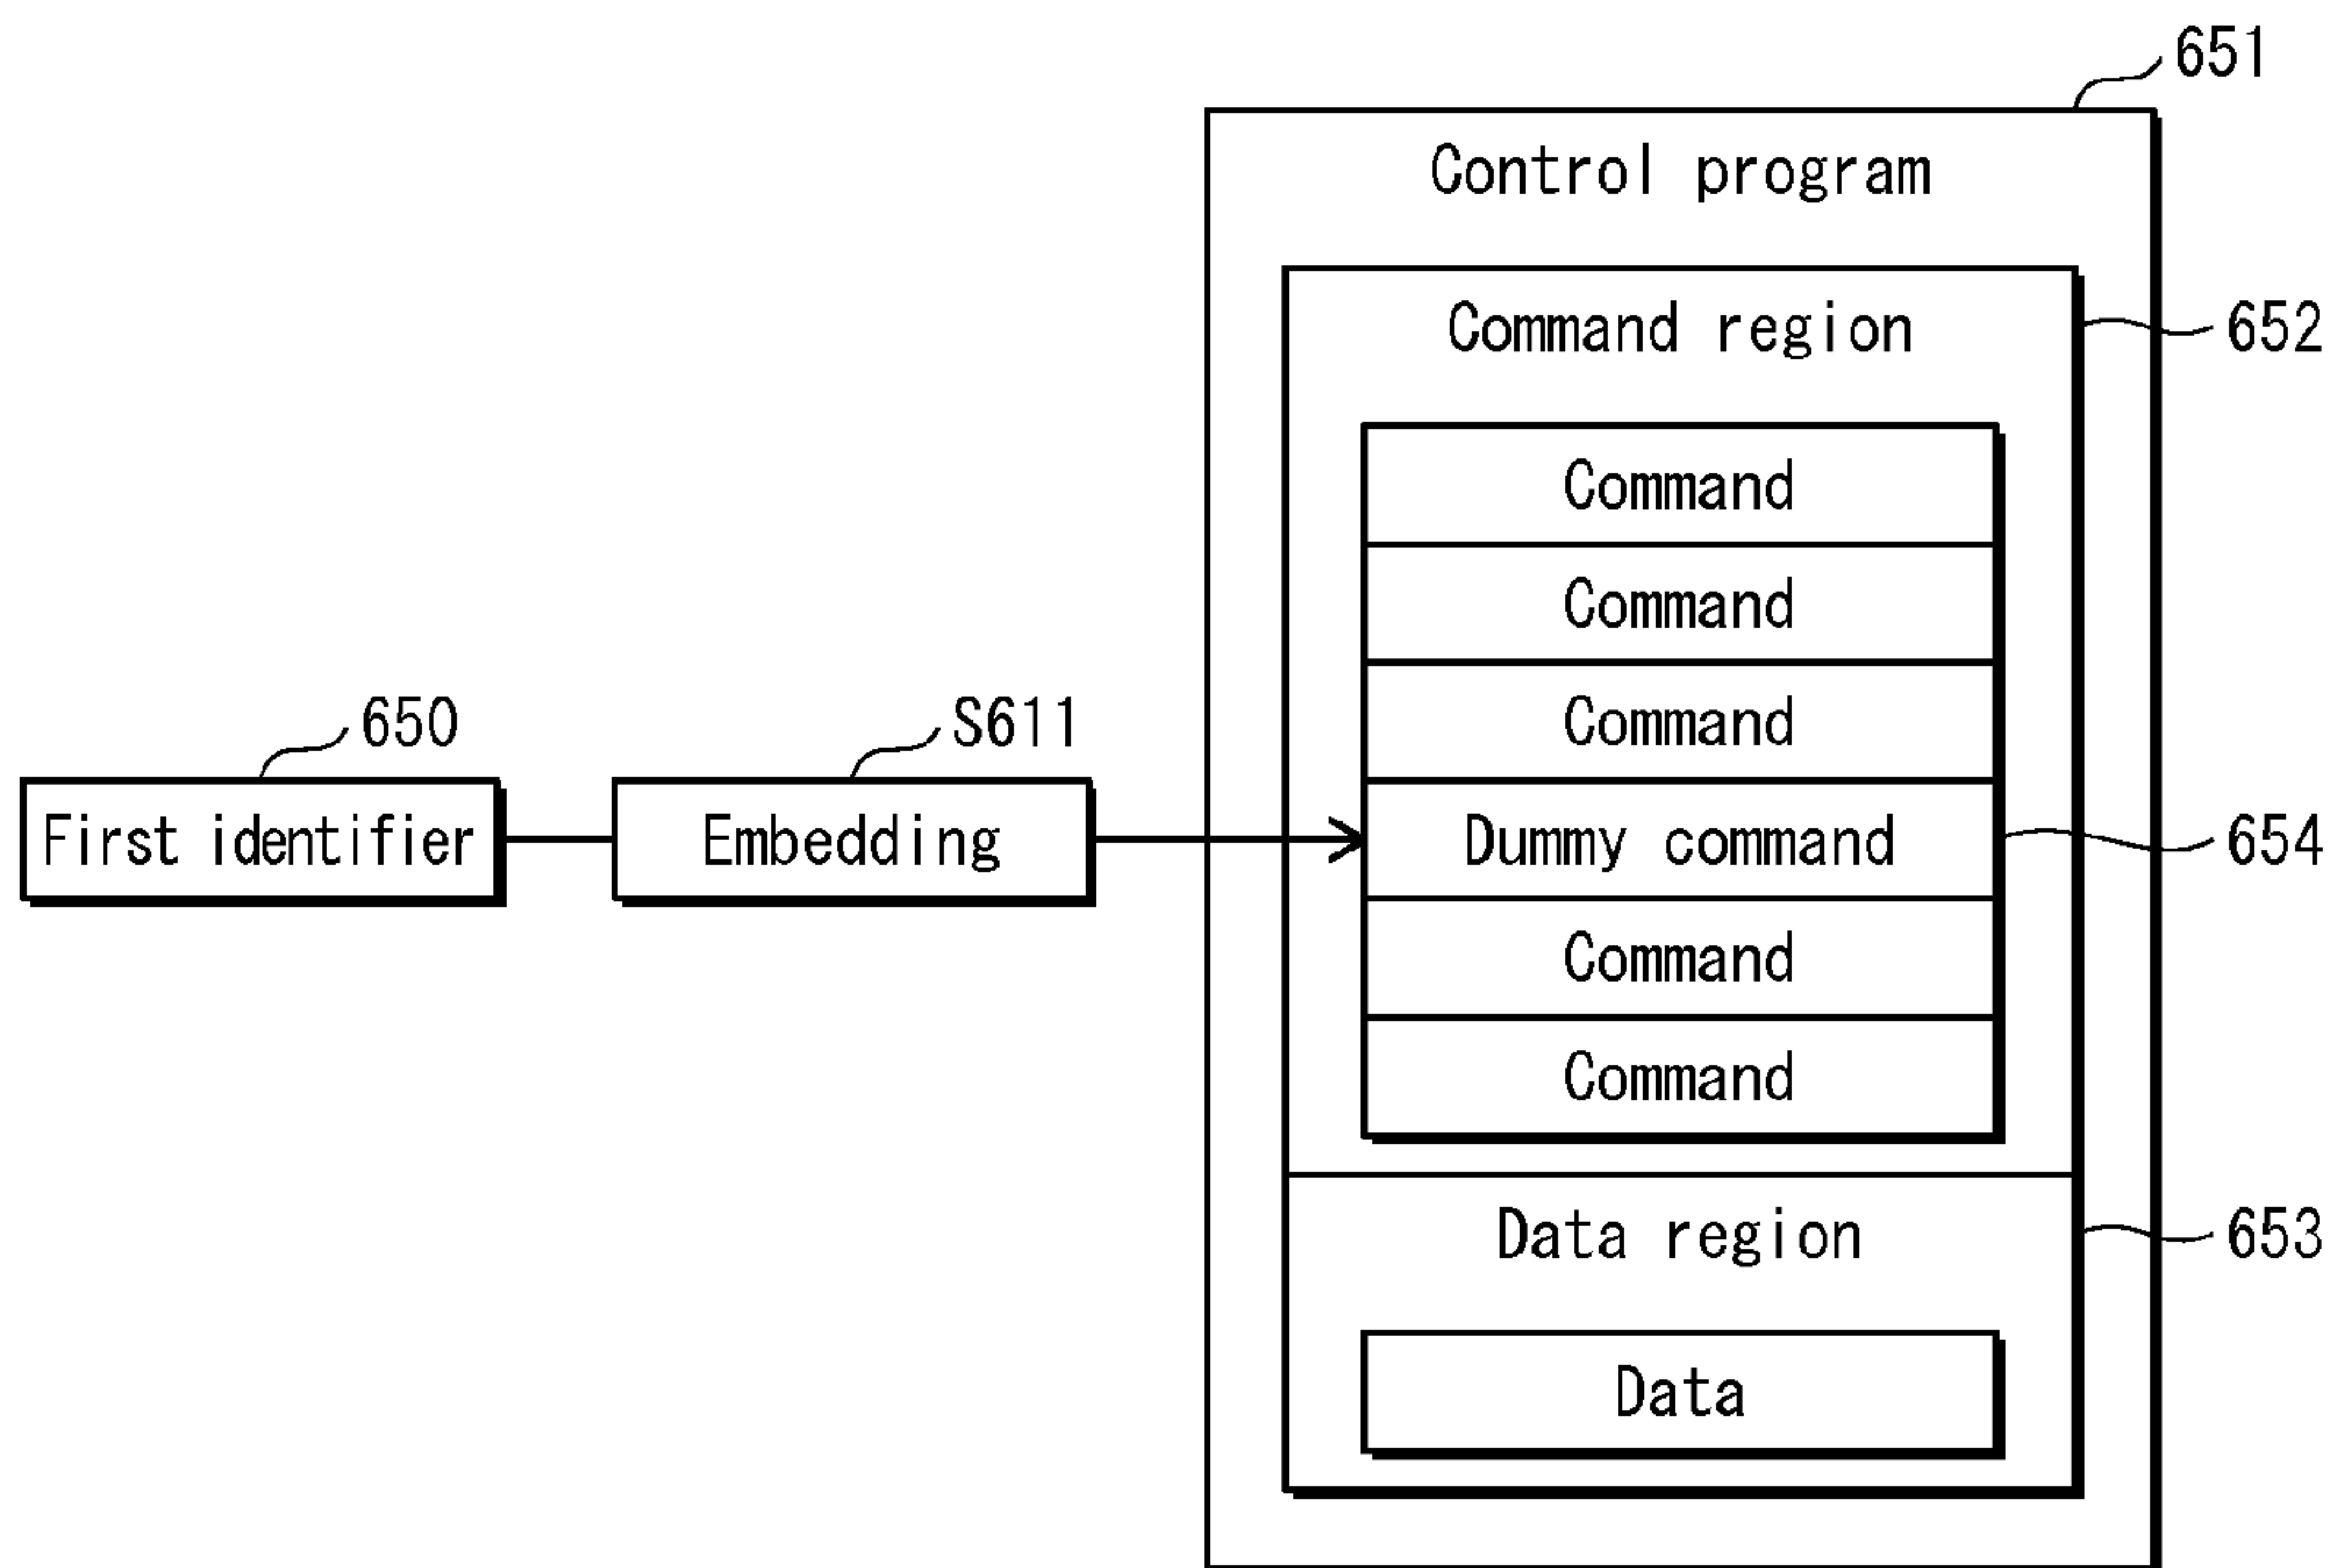 651
Control program
Command region
652
Command
Command
Command
650
S611
First identifier
Embedding
Dummy command
654
Command
Command
Data region
653
Data